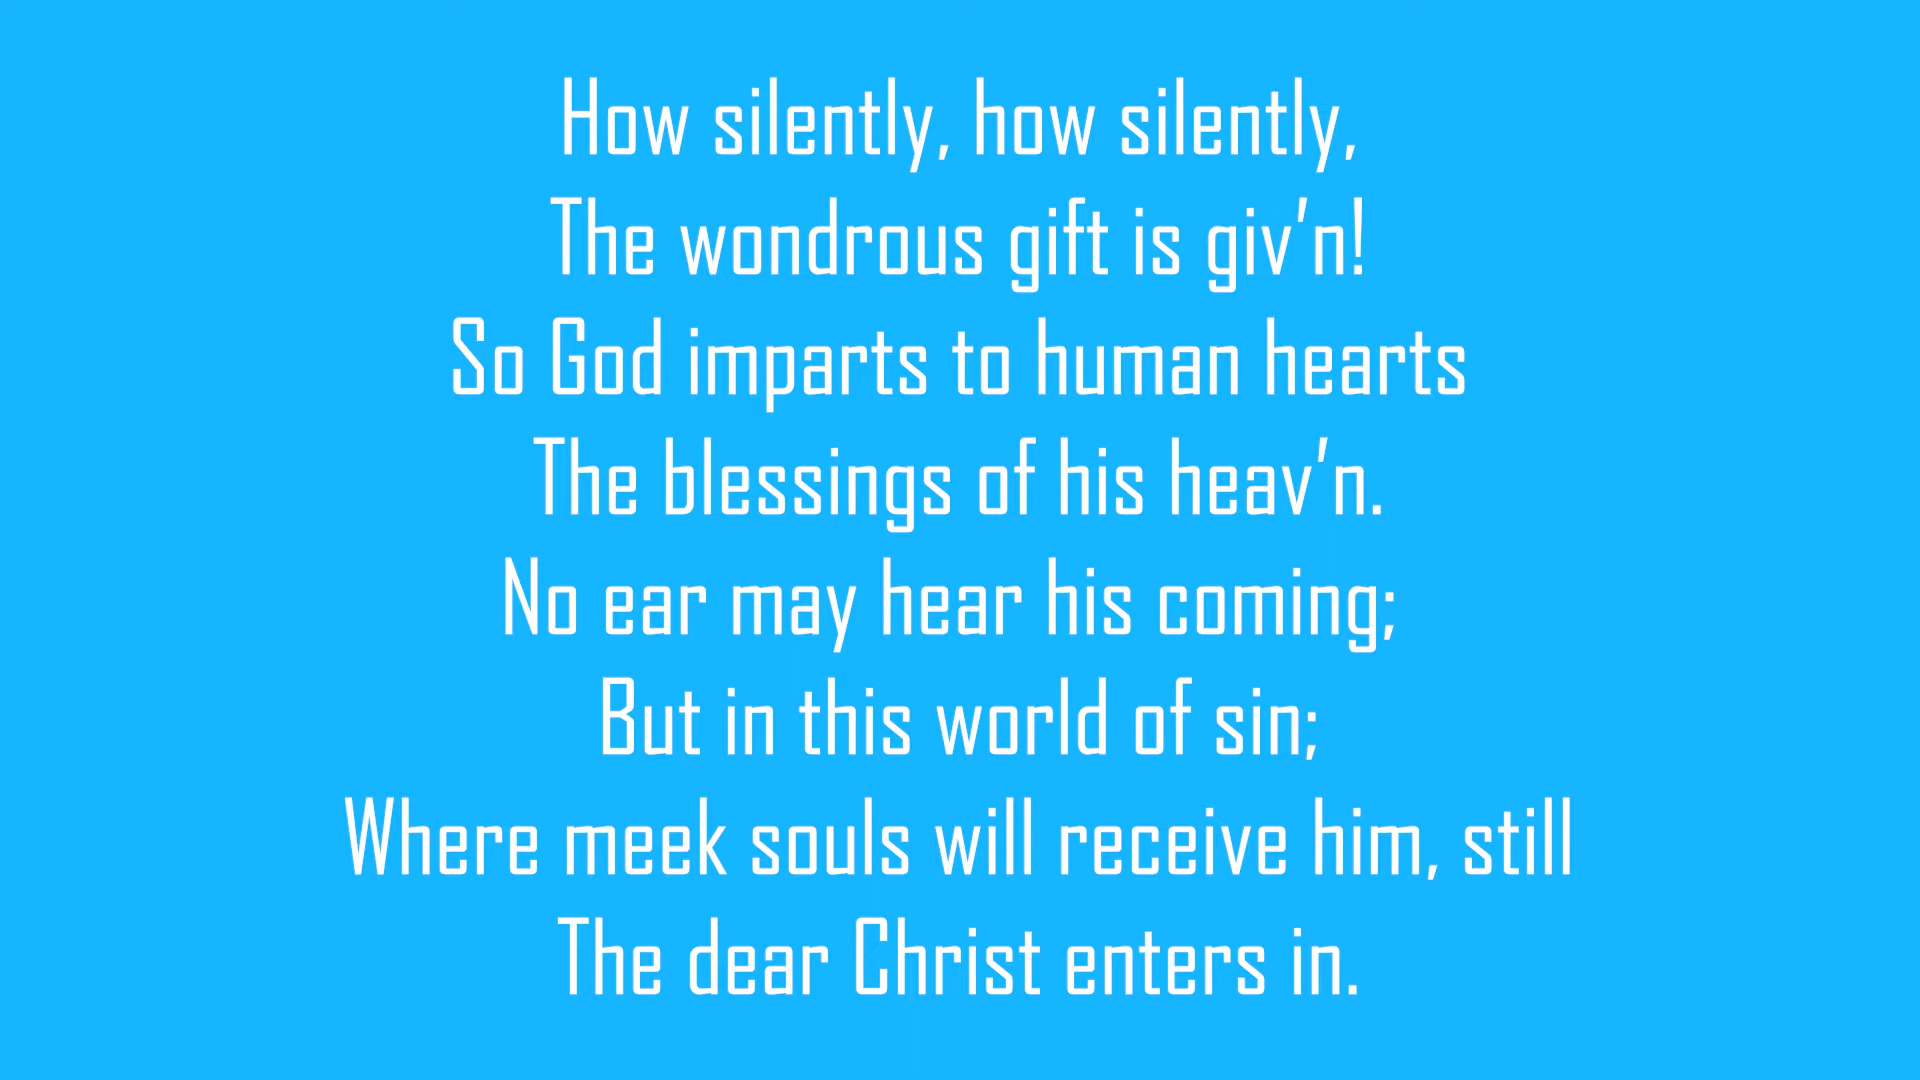 How silently, how silently,
The wondrous gift is giv’n!
So God imparts to human hearts
The blessings of his heav’n.
No ear may hear his coming;
But in this world of sin;
Where meek souls will receive him, still
The dear Christ enters in.